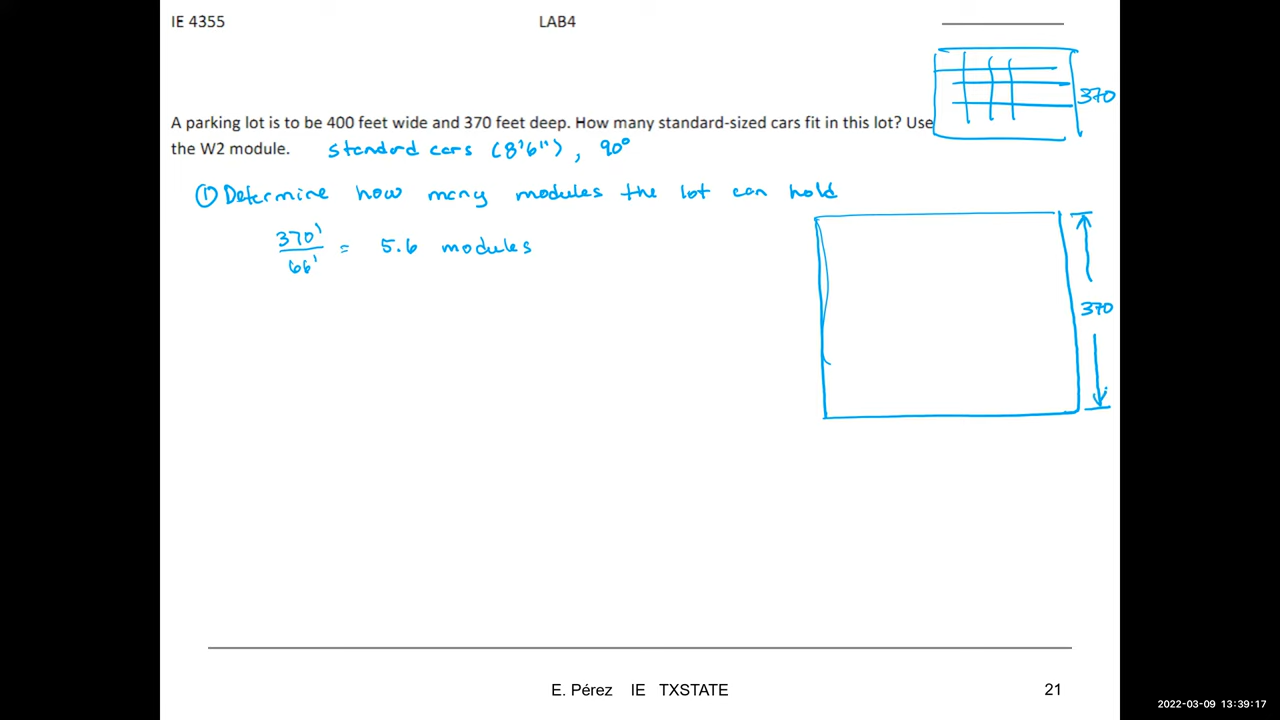 IE 4355 LAB4
370
A parking lot is to be 400 feet wide and 370 feet deep. How many standard-sized cars fit in this lot? Use
the W2 module. standard cars (8'6"), 90°
① Determine how many modules the lot can hold
370' / 66' = 5.6 modules
370
E. Pérez IE TXSTATE 21
2022-03-09 13:39:17